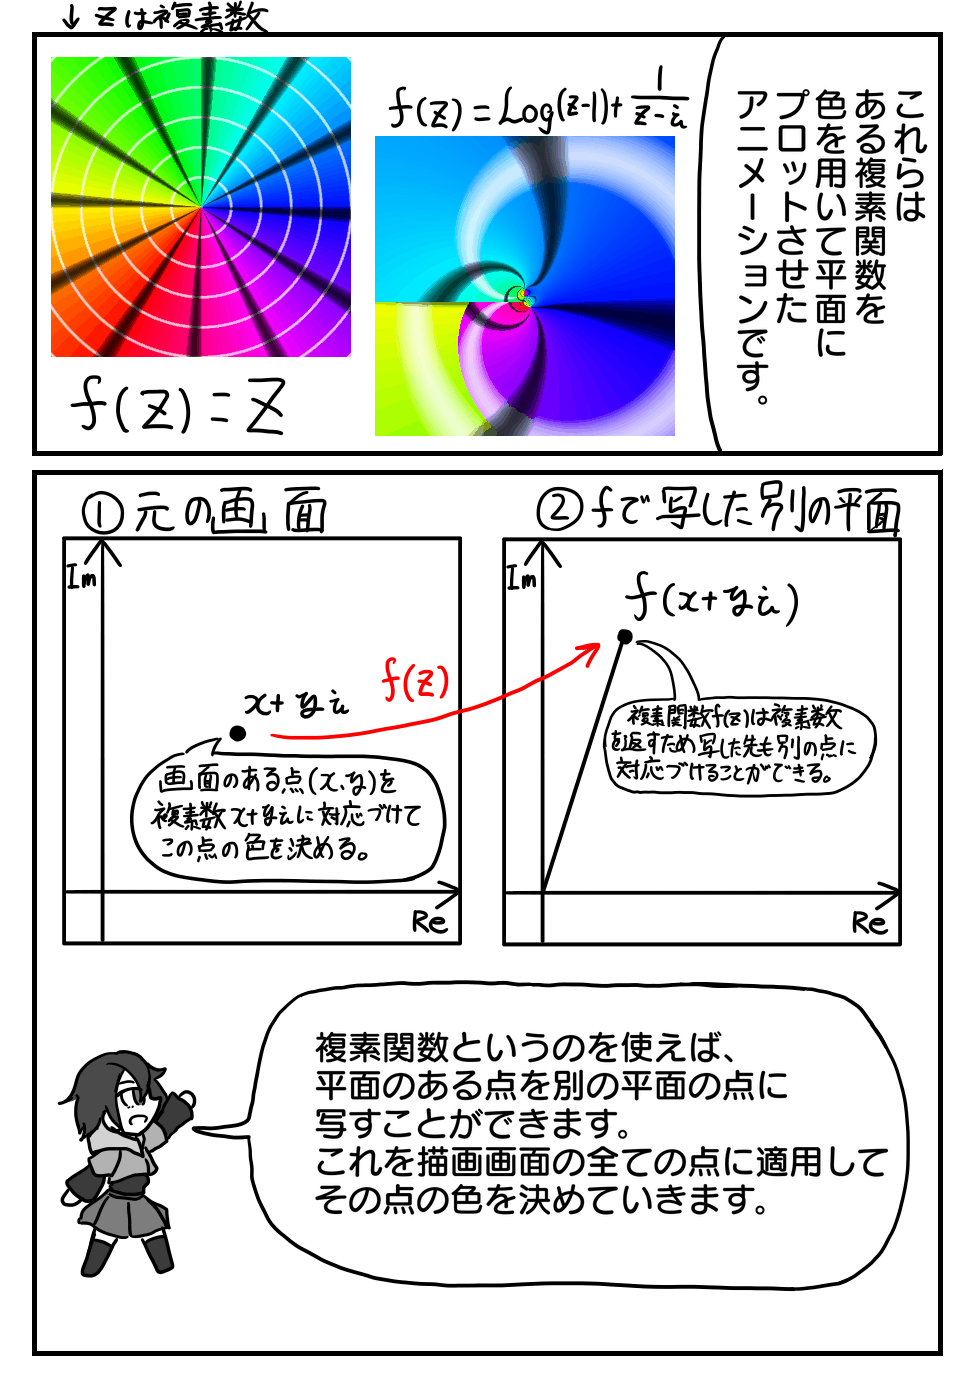 ↓ zは複素数
これらは
ある複素関数を
色を用いて平面に
プロットさせた
アニメーションです。
f(z) = Log(z-1) + 1/(z-i)
f(z) = z
①元の画面
Im
x+yi
f(z)
画面のある点(x,y)を
複素数x+yiに対応づけて
この点の色を決める。
Re
②fで写した別の平面
Im
f(x+yi)
複素関数f(z)は複素数
を返すため写した先も別の点に
対応づけることができる。
Re
複素関数というのを使えば、
平面のある点を別の平面の点に
写すことができます。
これを描画画面の全ての点に適用して
その点の色を決めていきます。